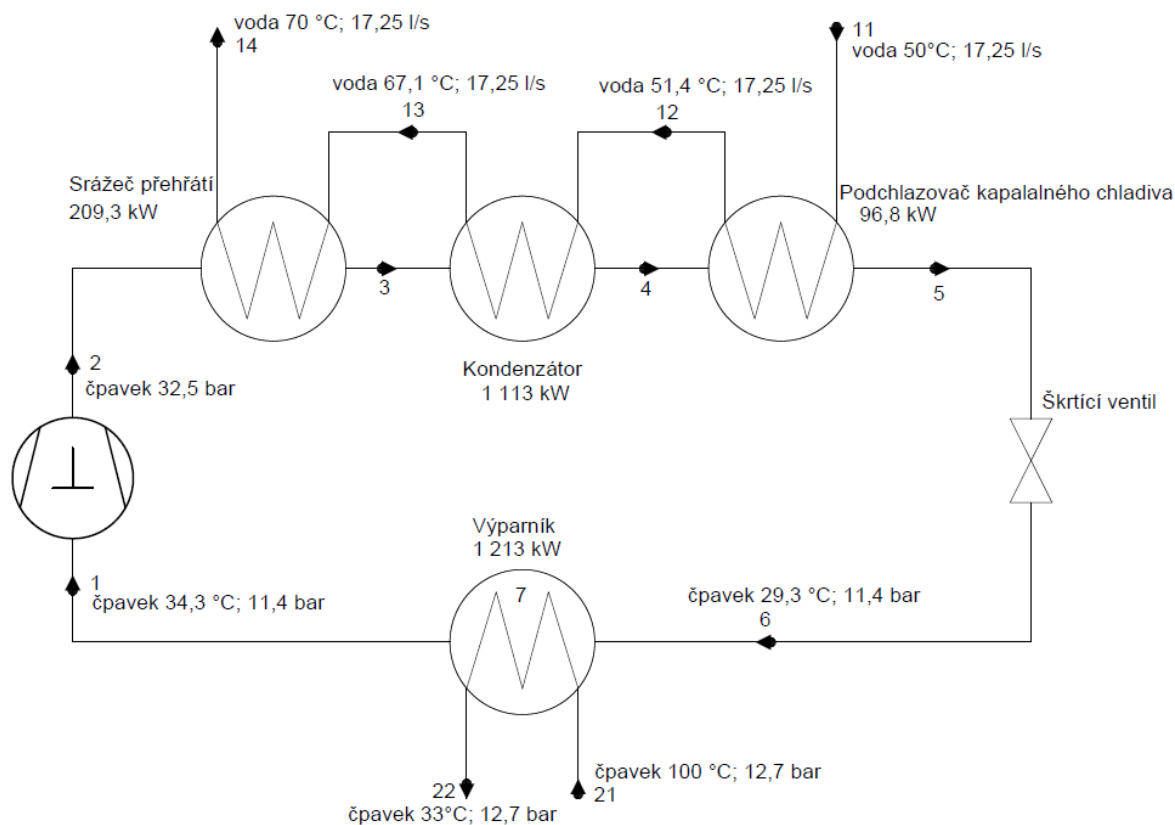 voda 70 °C; 17,25 l/s
14
11
voda 50°C; 17,25 l/s
voda 67,1 °C; 17,25 l/s
13
voda 51,4 °C; 17,25 l/s
12
Srážeč přehřátí
209,3 kW
Podchlazovač kapalalného chladiva
96,8 kW
3
4
5
2
čpavek 32,5 bar
Kondenzátor
1 113 kW
Škrtící ventil
Výparník
1 213 kW
7
1
čpavek 34,3 °C; 11,4 bar
čpavek 29,3 °C; 11,4 bar
6
22
čpavek 33°C; 12,7 bar
čpavek 100 °C; 12,7 bar
21